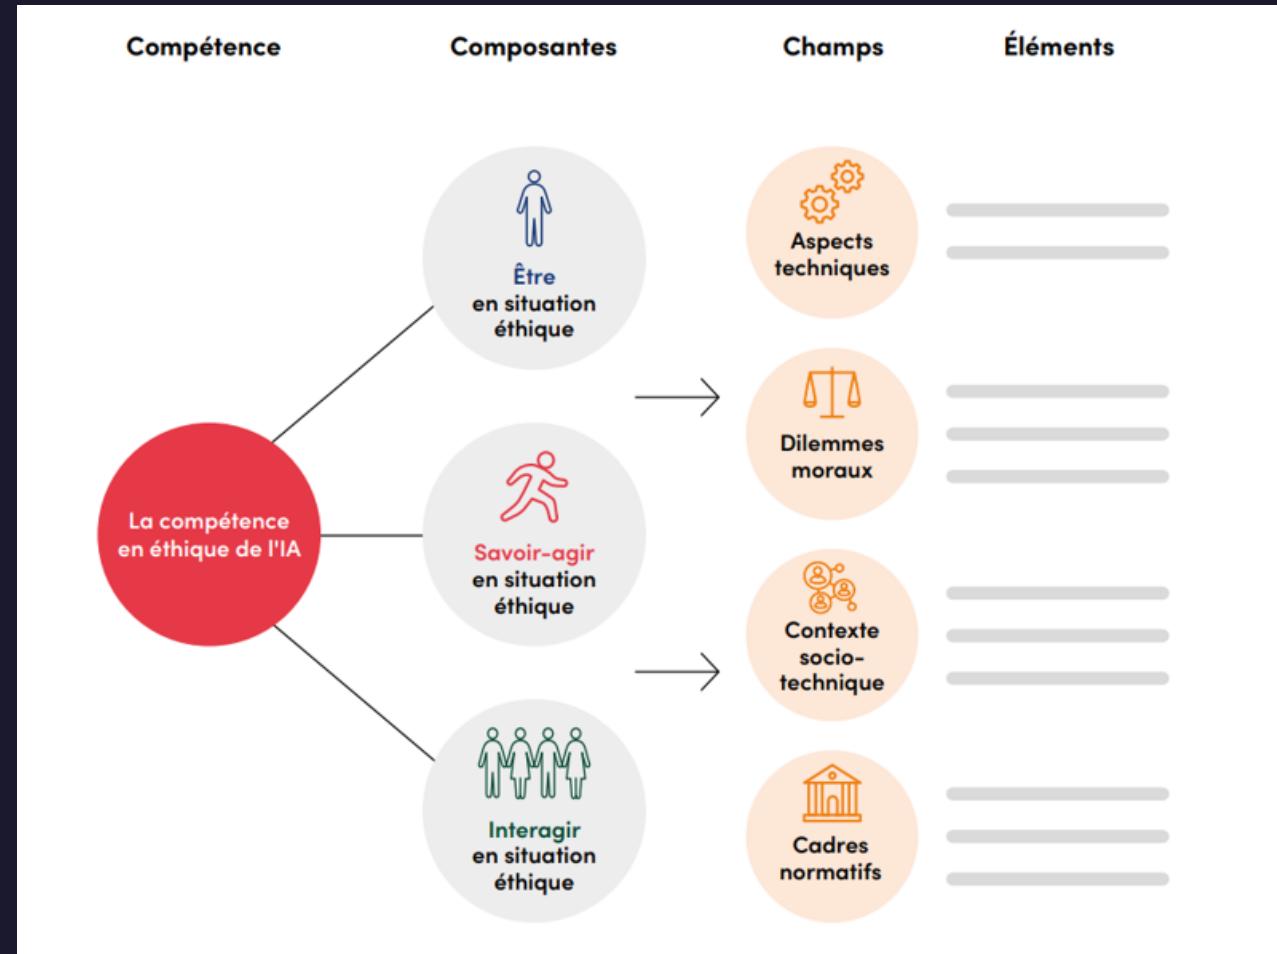 Compétence
Composantes
Champs
Éléments
La compétence
en éthique de l'IA
Être
en situation
éthique
Savoir-agir
en situation
éthique
Interagir
en situation
éthique
Aspects
techniques
Dilemmes
moraux
Contexte
socio-
technique
Cadres
normatifs